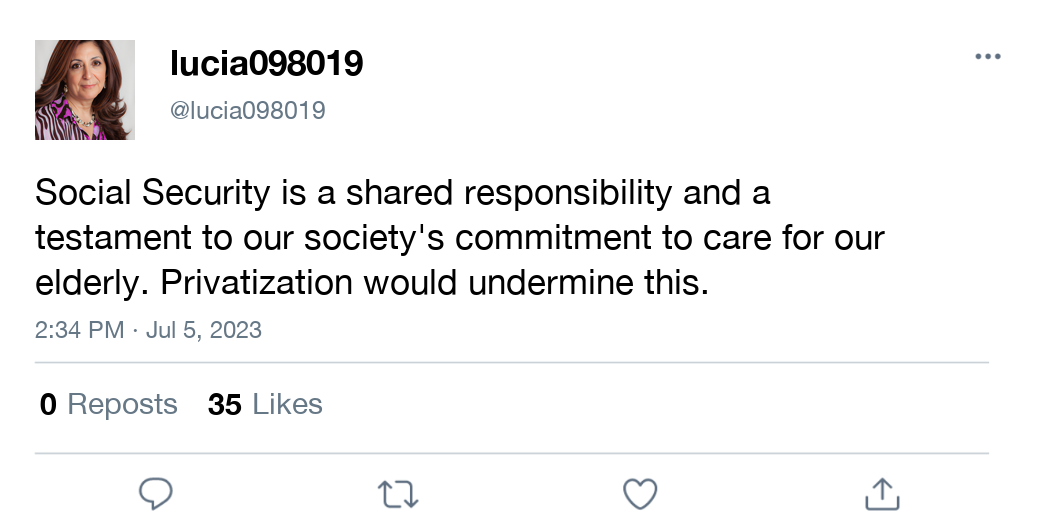 lucia098019
@lucia098019
Social Security is a shared responsibility and a
testament to our society's commitment to care for our
elderly. Privatization would undermine this.
2:34 PM · Jul 5, 2023
0 Reposts 35 Likes